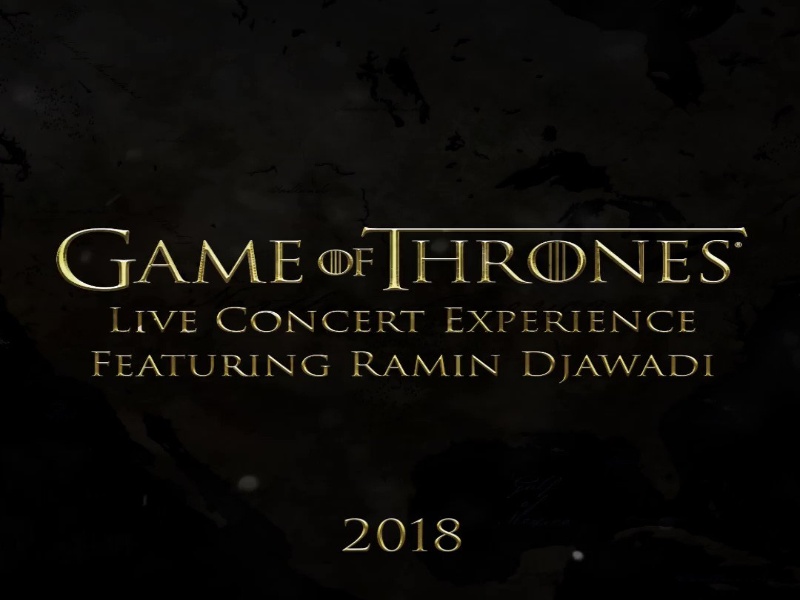 GAME OF THRONES®
LIVE CONCERT EXPERIENCE
FEATURING RAMIN DJAWADI
2018